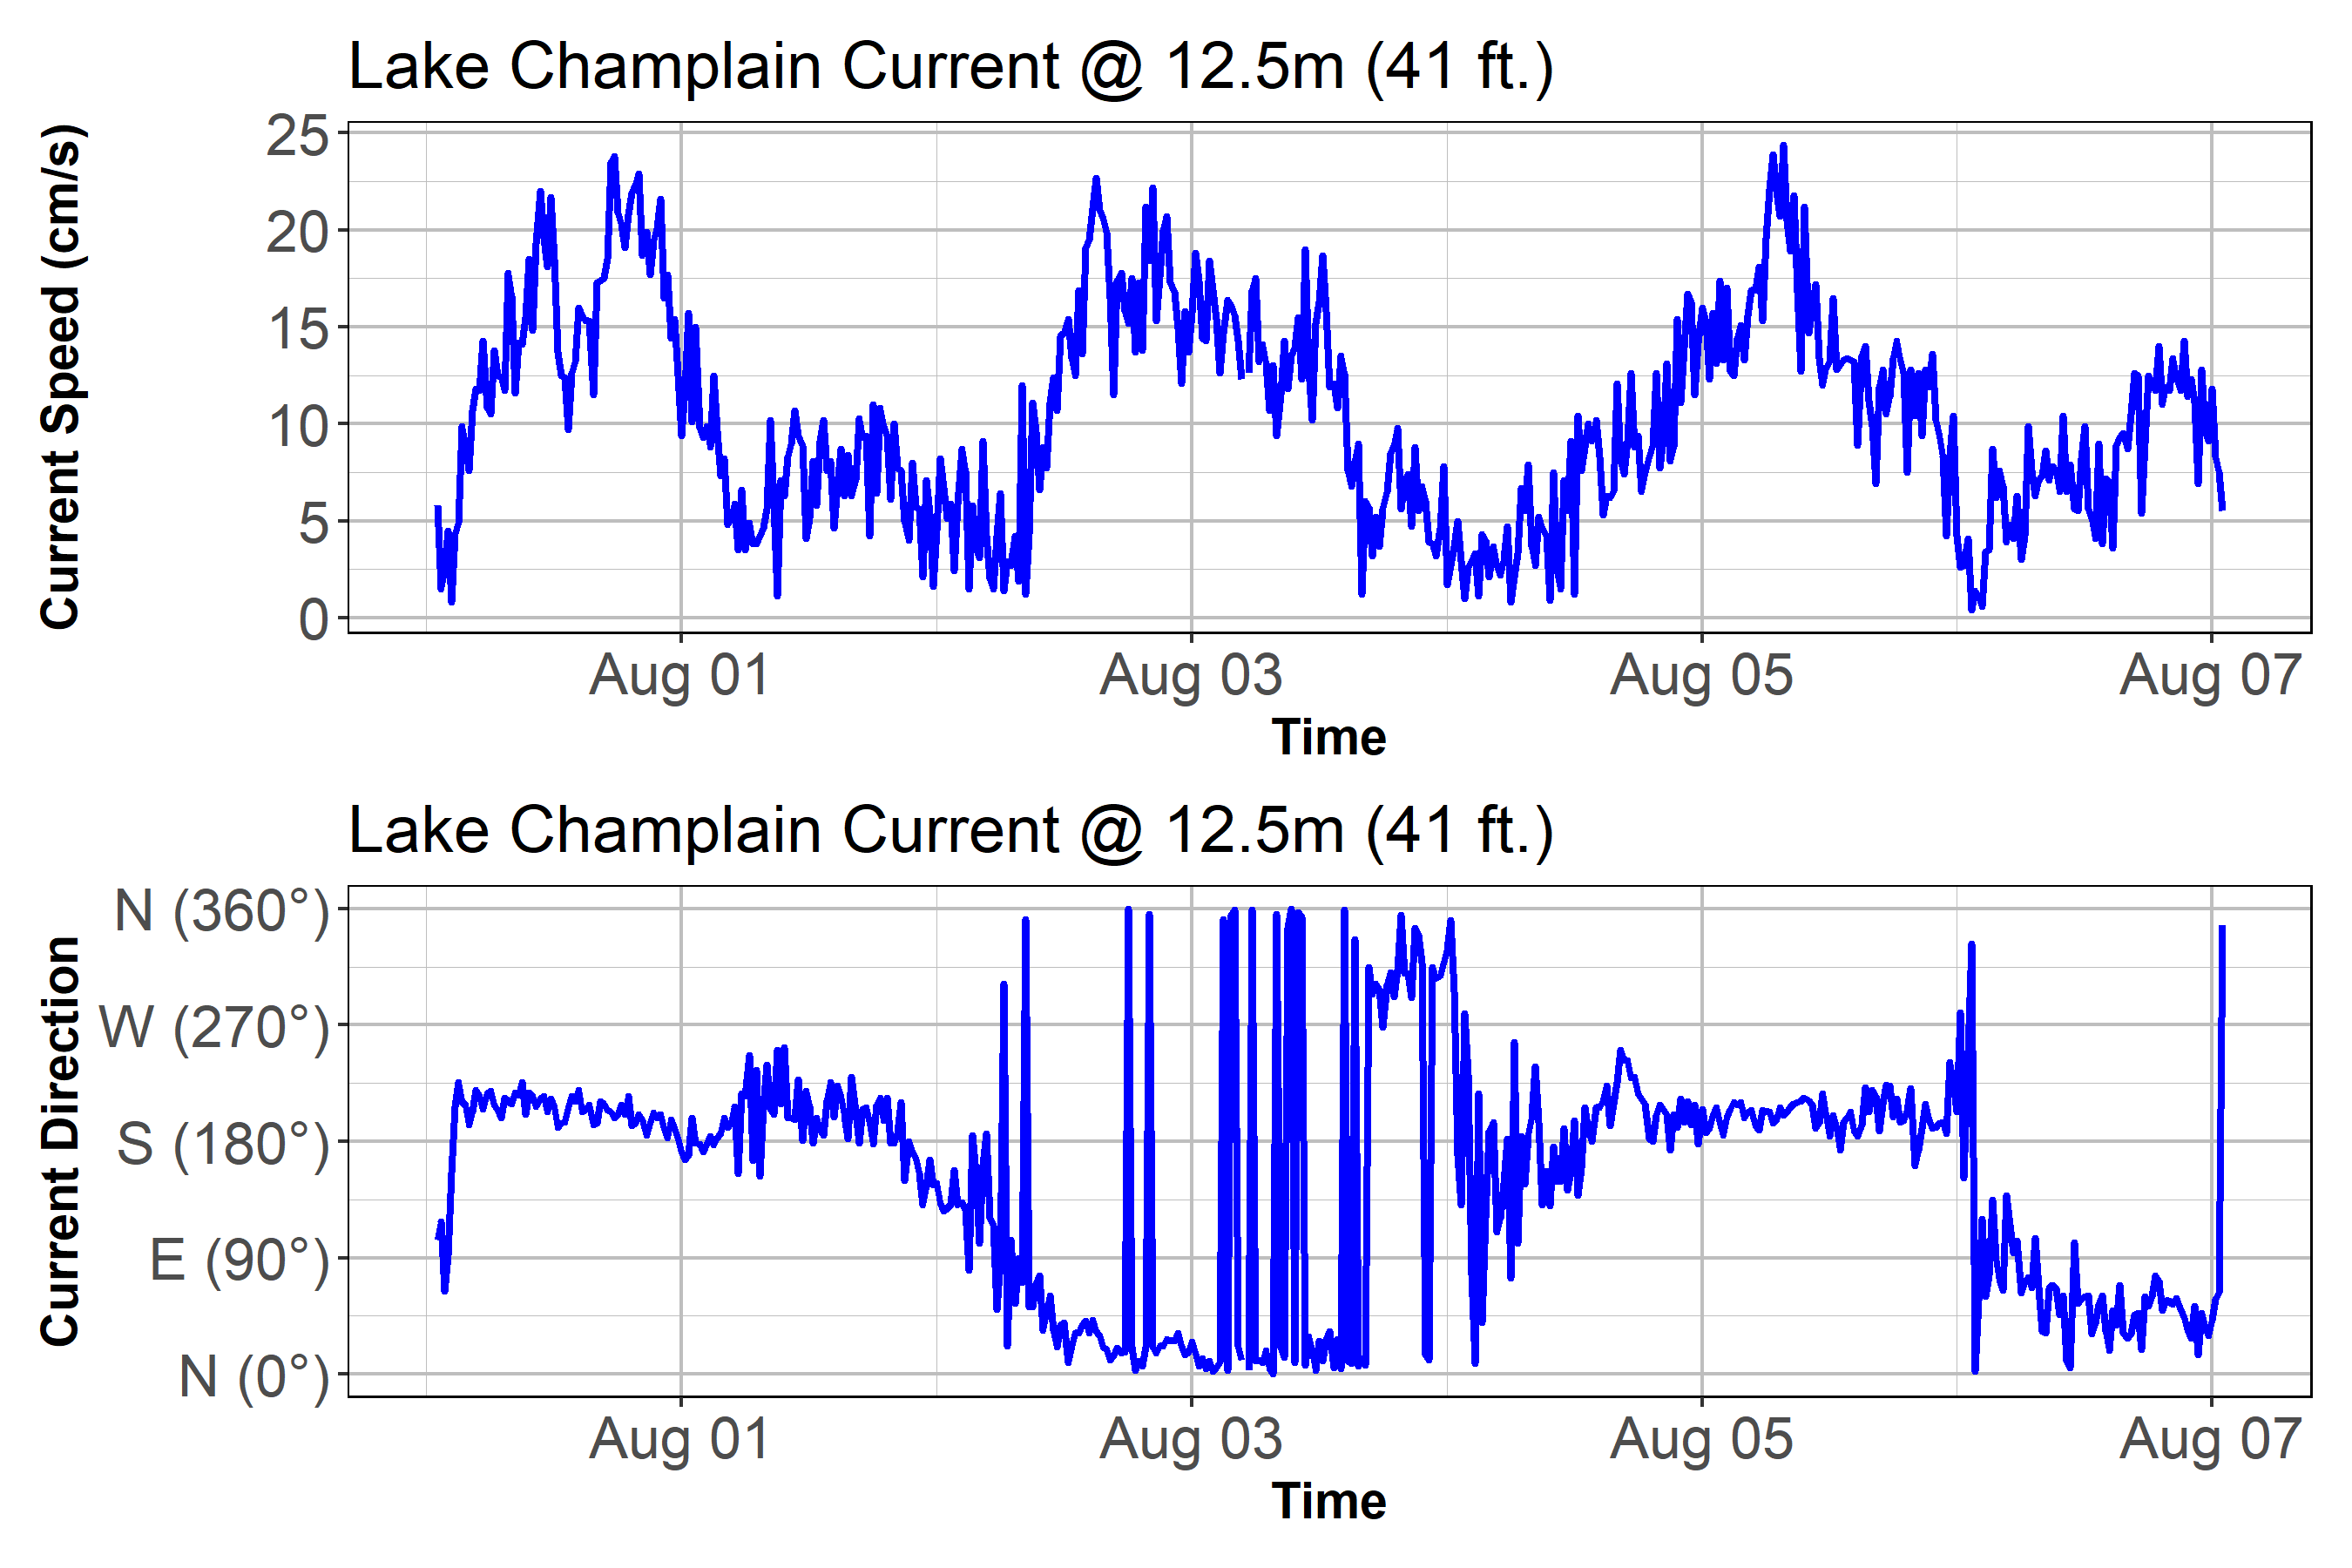 Lake Champlain Current @ 12.5m (41 ft.)
Current Speed (cm/s)
25
20
15
10
5
0
Aug 01 Aug 03 Aug 05 Aug 07
Time
Lake Champlain Current @ 12.5m (41 ft.)
Current Direction
N (360°)
W (270°)
S (180°)
E (90°)
N (0°)
Aug 01 Aug 03 Aug 05 Aug 07
Time